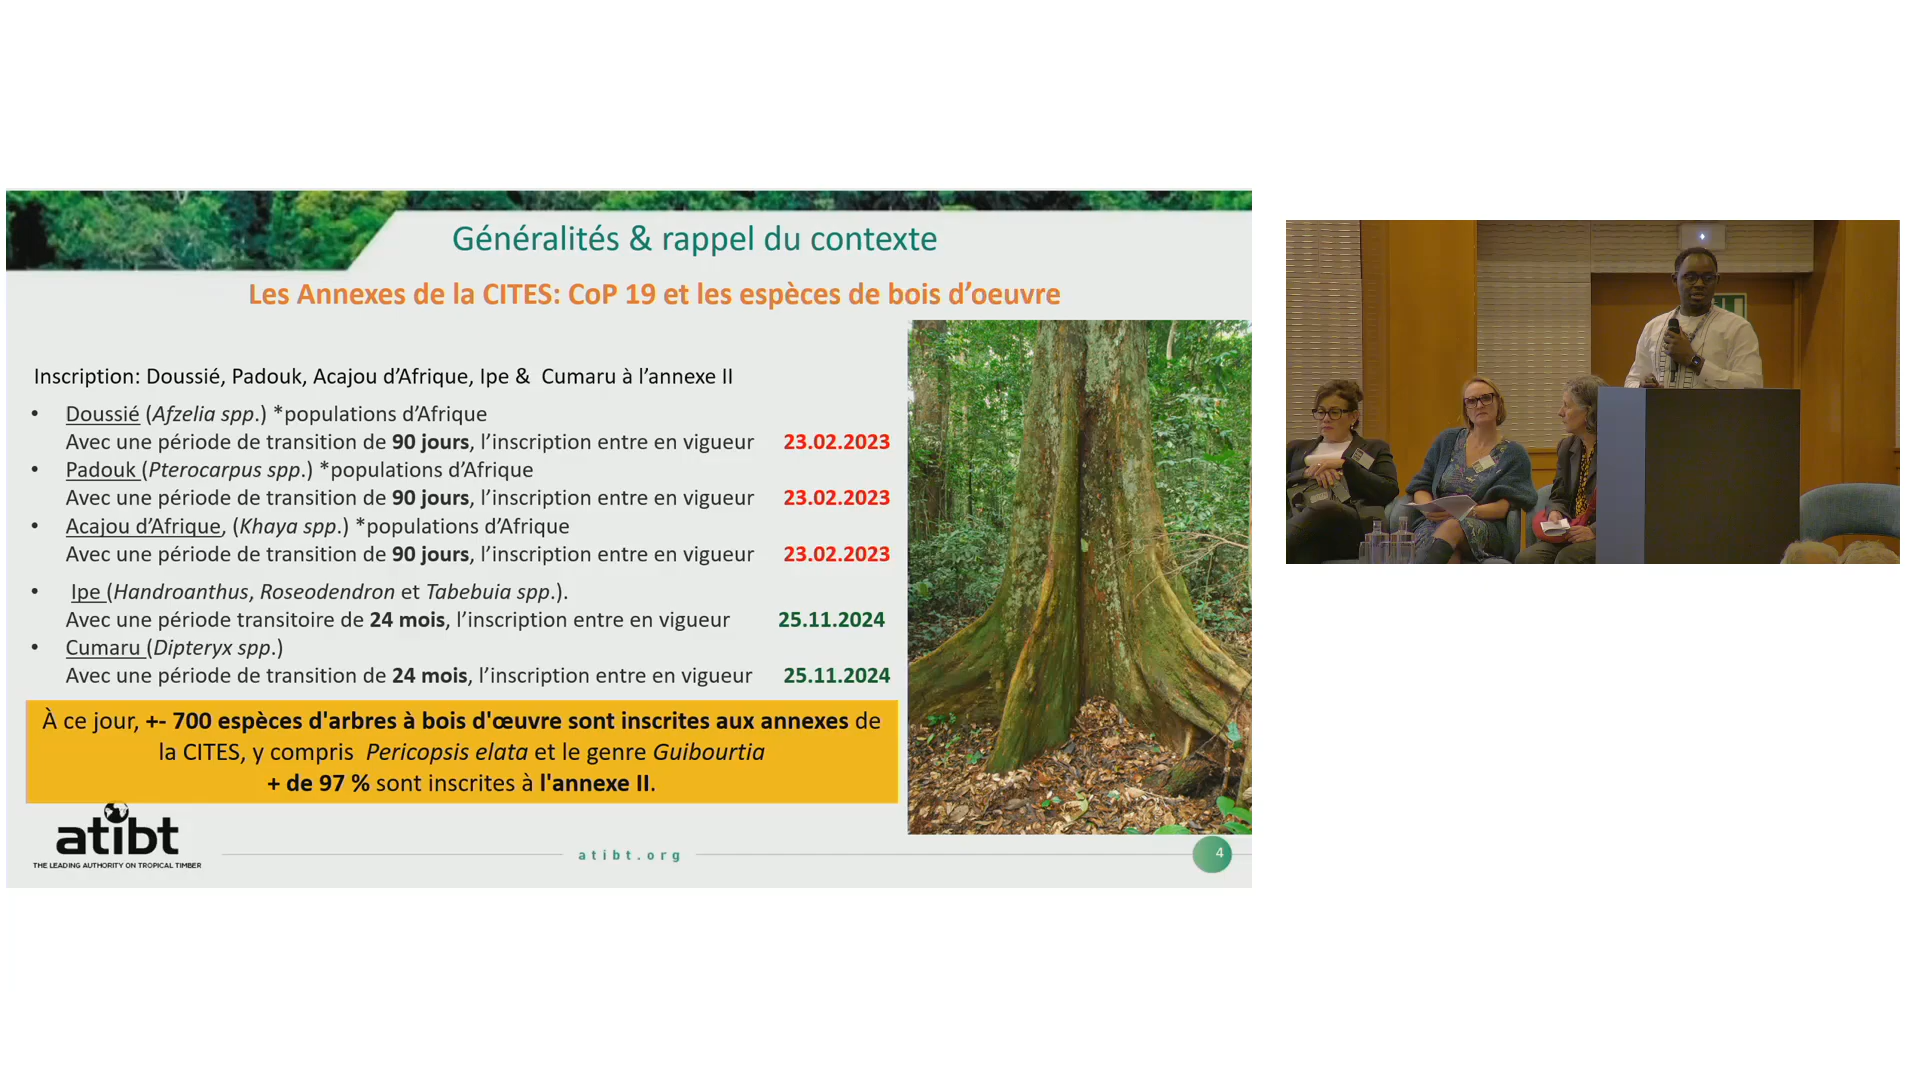 Généralités & rappel du contexte
Les Annexes de la CITES: CoP 19 et les espèces de bois d’oeuvre
Inscription: Doussié, Padouk, Acajou d’Afrique, Ipe & Cumaru à l’annexe II
• Doussié (Afzelia spp.) *populations d’Afrique
Avec une période de transition de 90 jours, l’inscription entre en vigueur 23.02.2023
• Padouk (Pterocarpus spp.) *populations d’Afrique
Avec une période de transition de 90 jours, l’inscription entre en vigueur 23.02.2023
• Acajou d’Afrique, (Khaya spp.) *populations d’Afrique
Avec une période de transition de 90 jours, l’inscription entre en vigueur 23.02.2023
• Ipe (Handroanthus, Roseodendron et Tabebuia spp.).
Avec une période transitoire de 24 mois, l’inscription entre en vigueur 25.11.2024
• Cumaru (Dipteryx spp.)
Avec une période de transition de 24 mois, l’inscription entre en vigueur 25.11.2024
À ce jour, +- 700 espèces d'arbres à bois d'œuvre sont inscrites aux annexes de
la CITES, y compris Pericopsis elata et le genre Guibourtia
+ de 97 % sont inscrites à l'annexe II.
atibt
THE LEADING AUTHORITY ON TROPICAL TIMBER
atibt.org
4